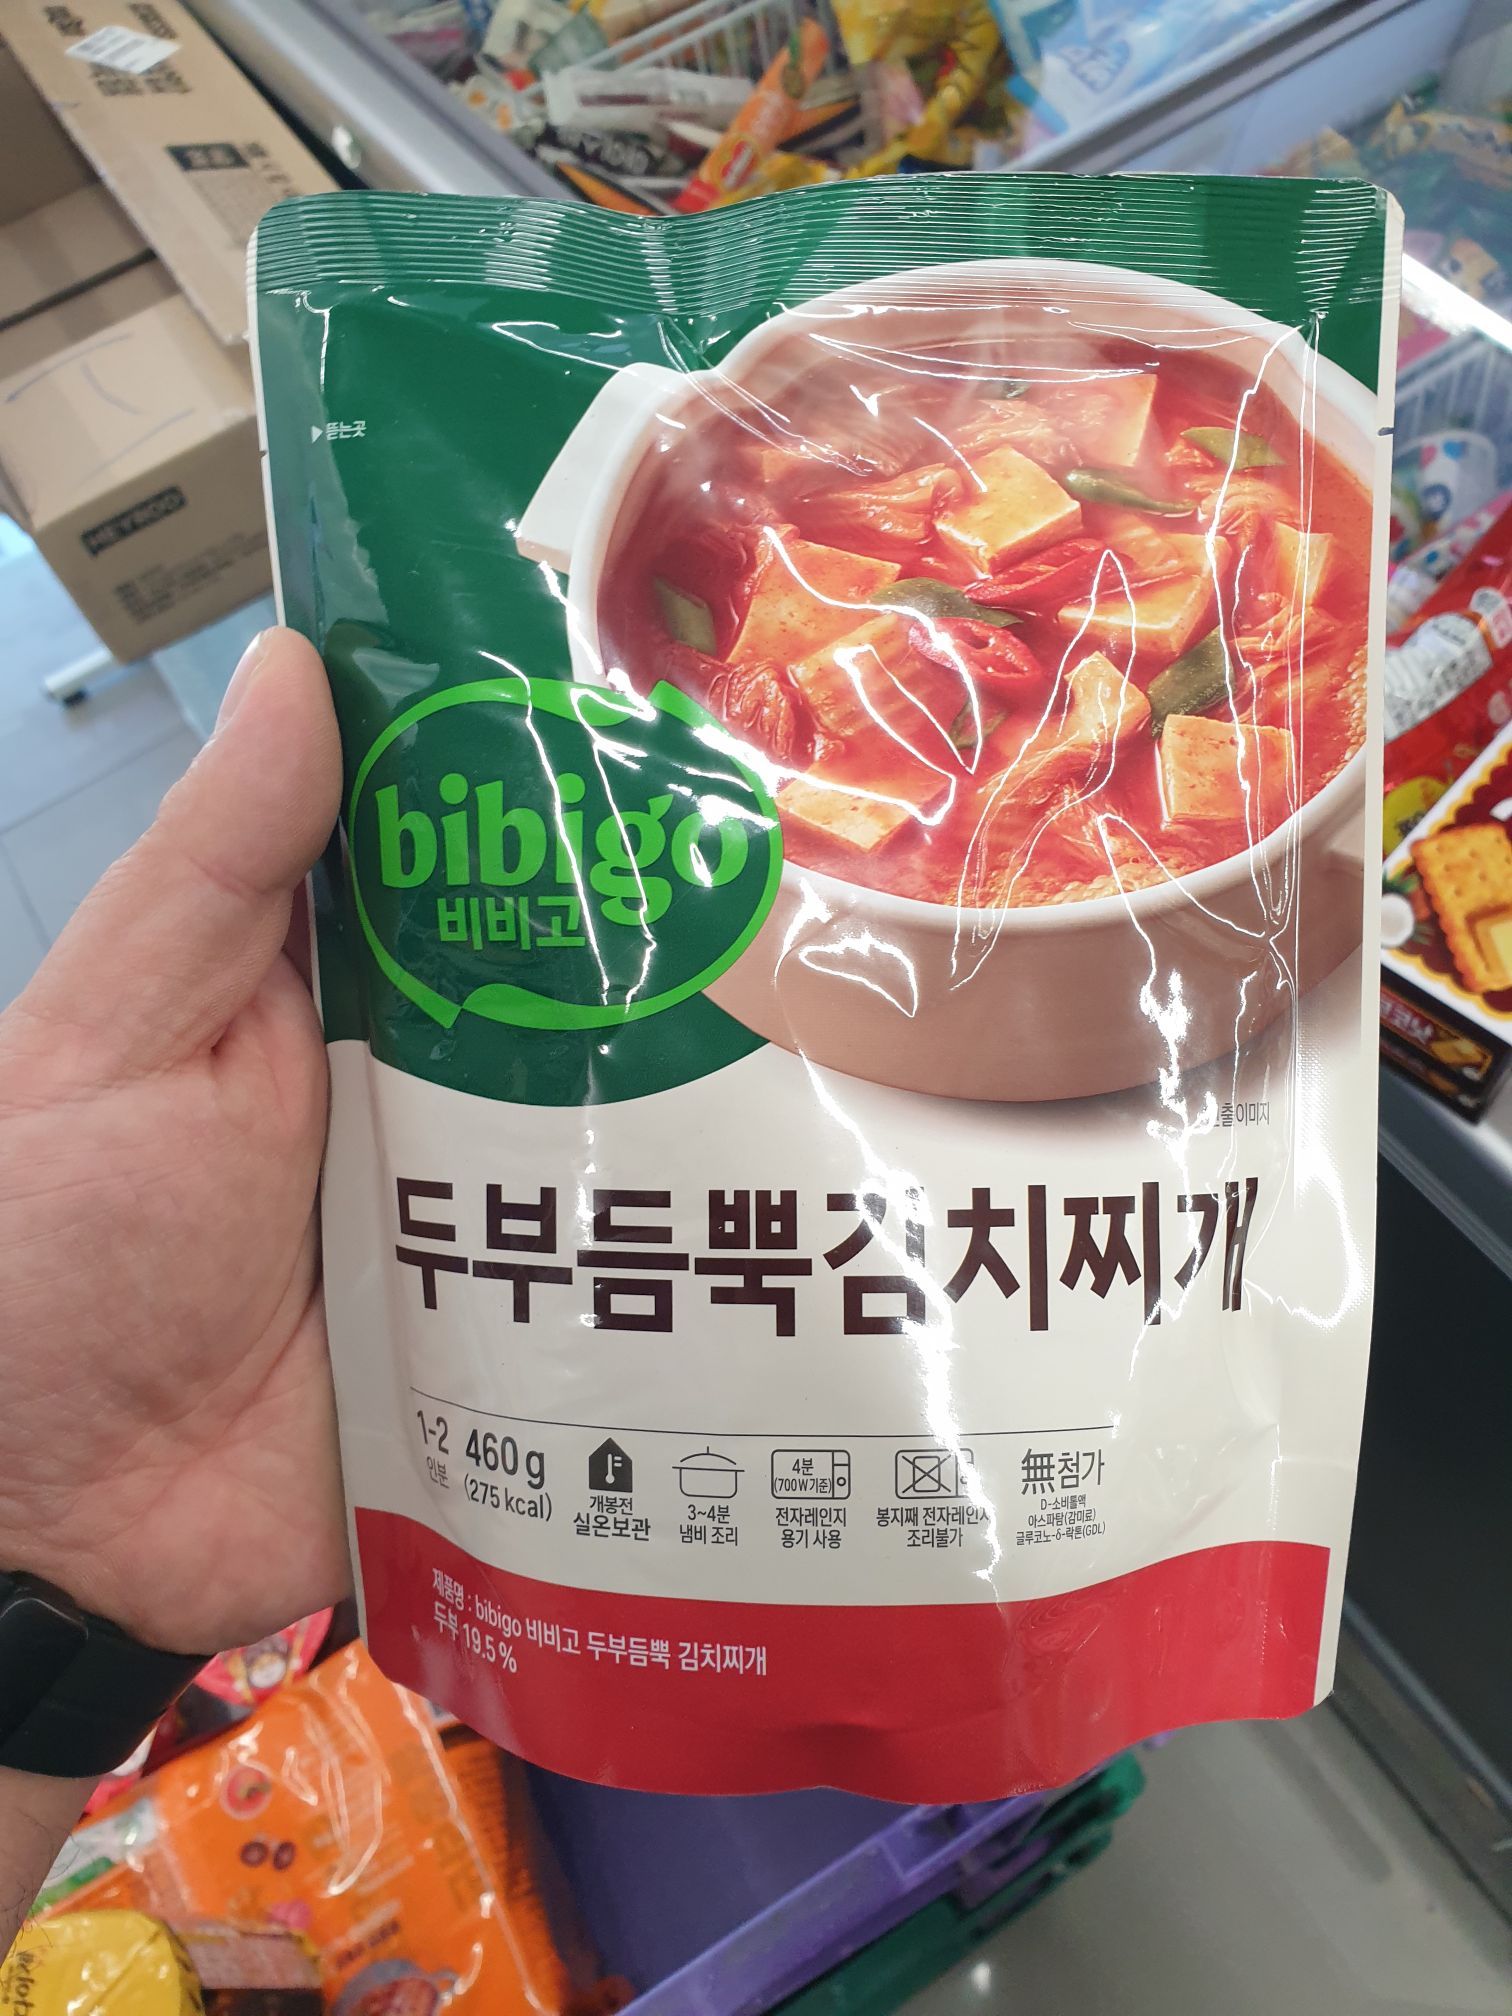 뜯는곳
bibigo
비비고
연출이미지
두부듬뿍김치찌개
1-2
인분
460 g
(275 kcal)
개봉전
실온보관
3~4분
냄비 조리
4분
(700W기준)
전자레인지
용기 사용
봉지째 전자레인지
조리불가
無첨가
D-소비톨액
아스파탐(감미료)
글루코노-δ-락톤(GDL)
제품명 : bibigo 비비고 두부듬뿍 김치찌개
두부 19.5 %
HEYROO